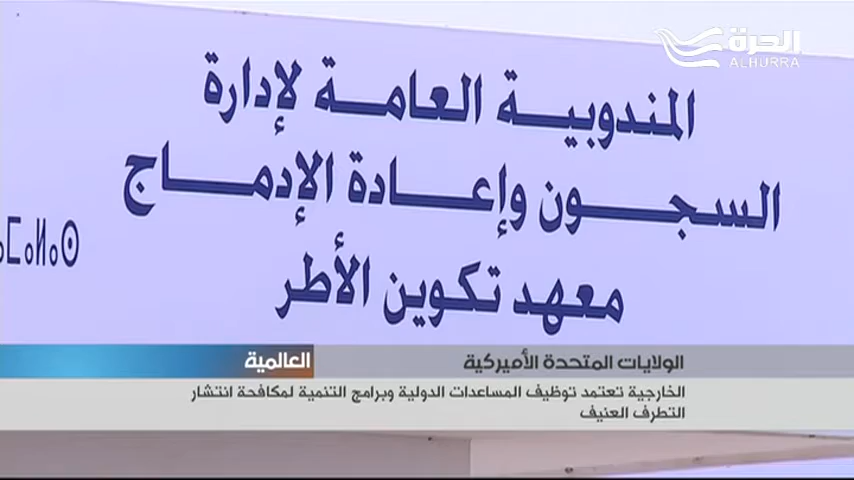 الحرة
ALHURRA
المندوبية العامة لإدارة
السجون وإعادة الإدماج
معهد تكوين الأطر
الولايات المتحدة الأميركية
العالمية
الخارجية تعتمد توظيف المساعدات الدولية وبرامج التنمية لمكافحة انتشار
التطرف العنيف